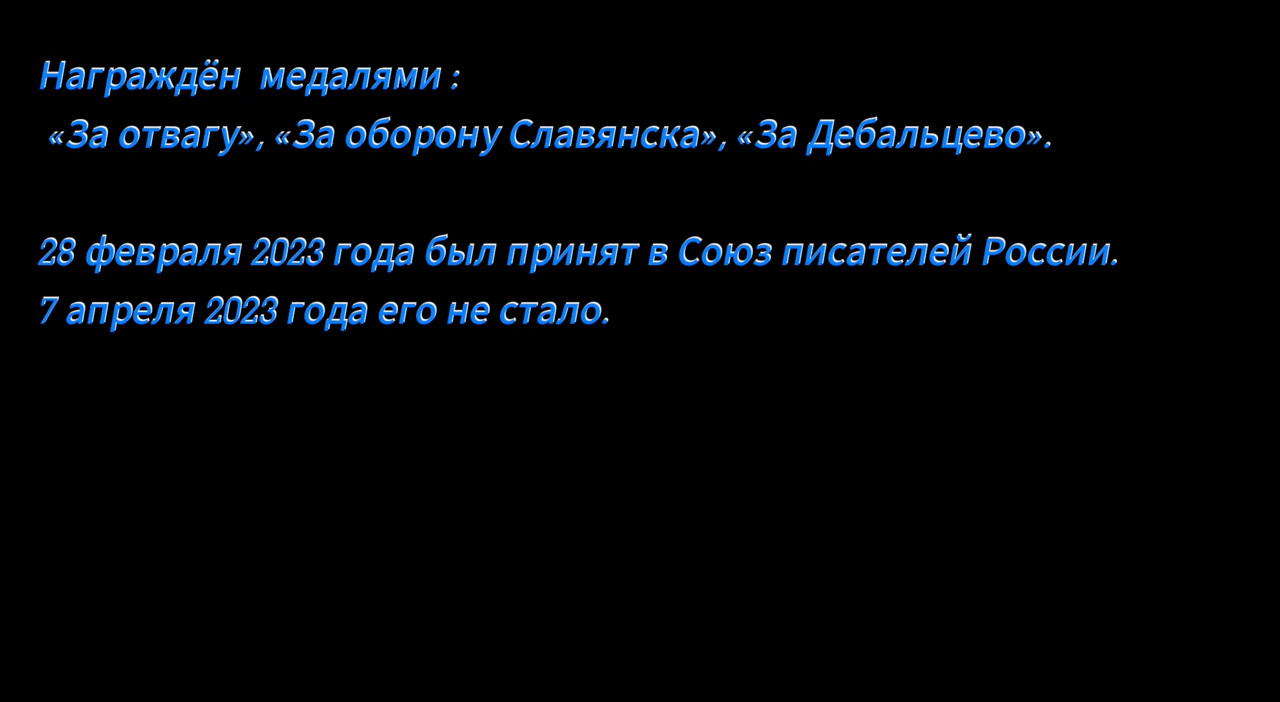 Награждён медалями :
«За отвагу», «За оборону Славянска», «За Дебальцево».
28 февраля 2023 года был принят в Союз писателей России.
7 апреля 2023 года его не стало.